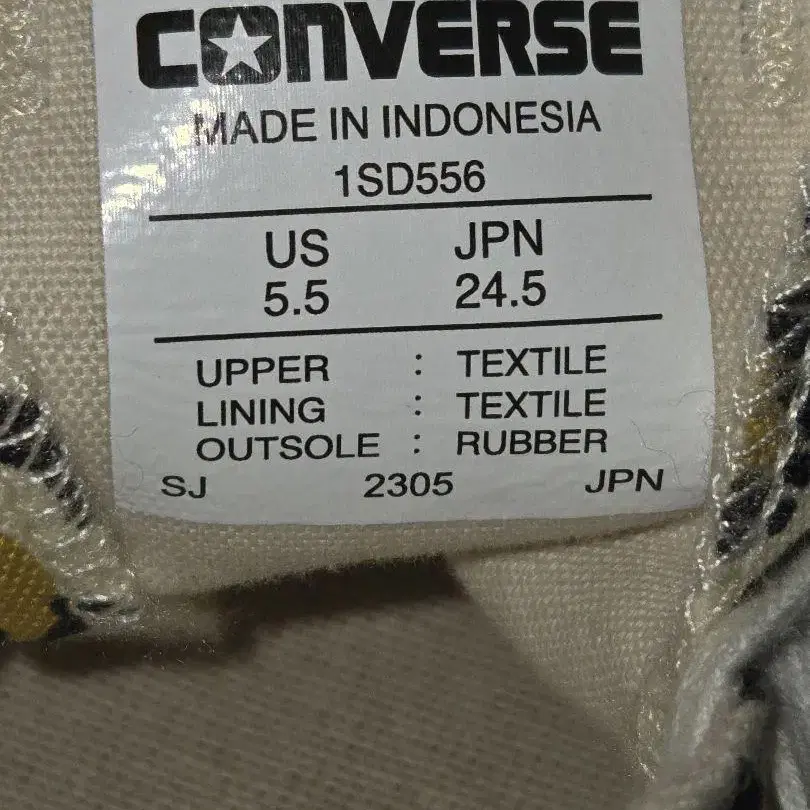 CONVERSE
MADE IN INDONESIA
1SD556
US JPN
5.5 24.5
UPPER : TEXTILE
LINING : TEXTILE
OUTSOLE : RUBBER
SJ 2305 JPN